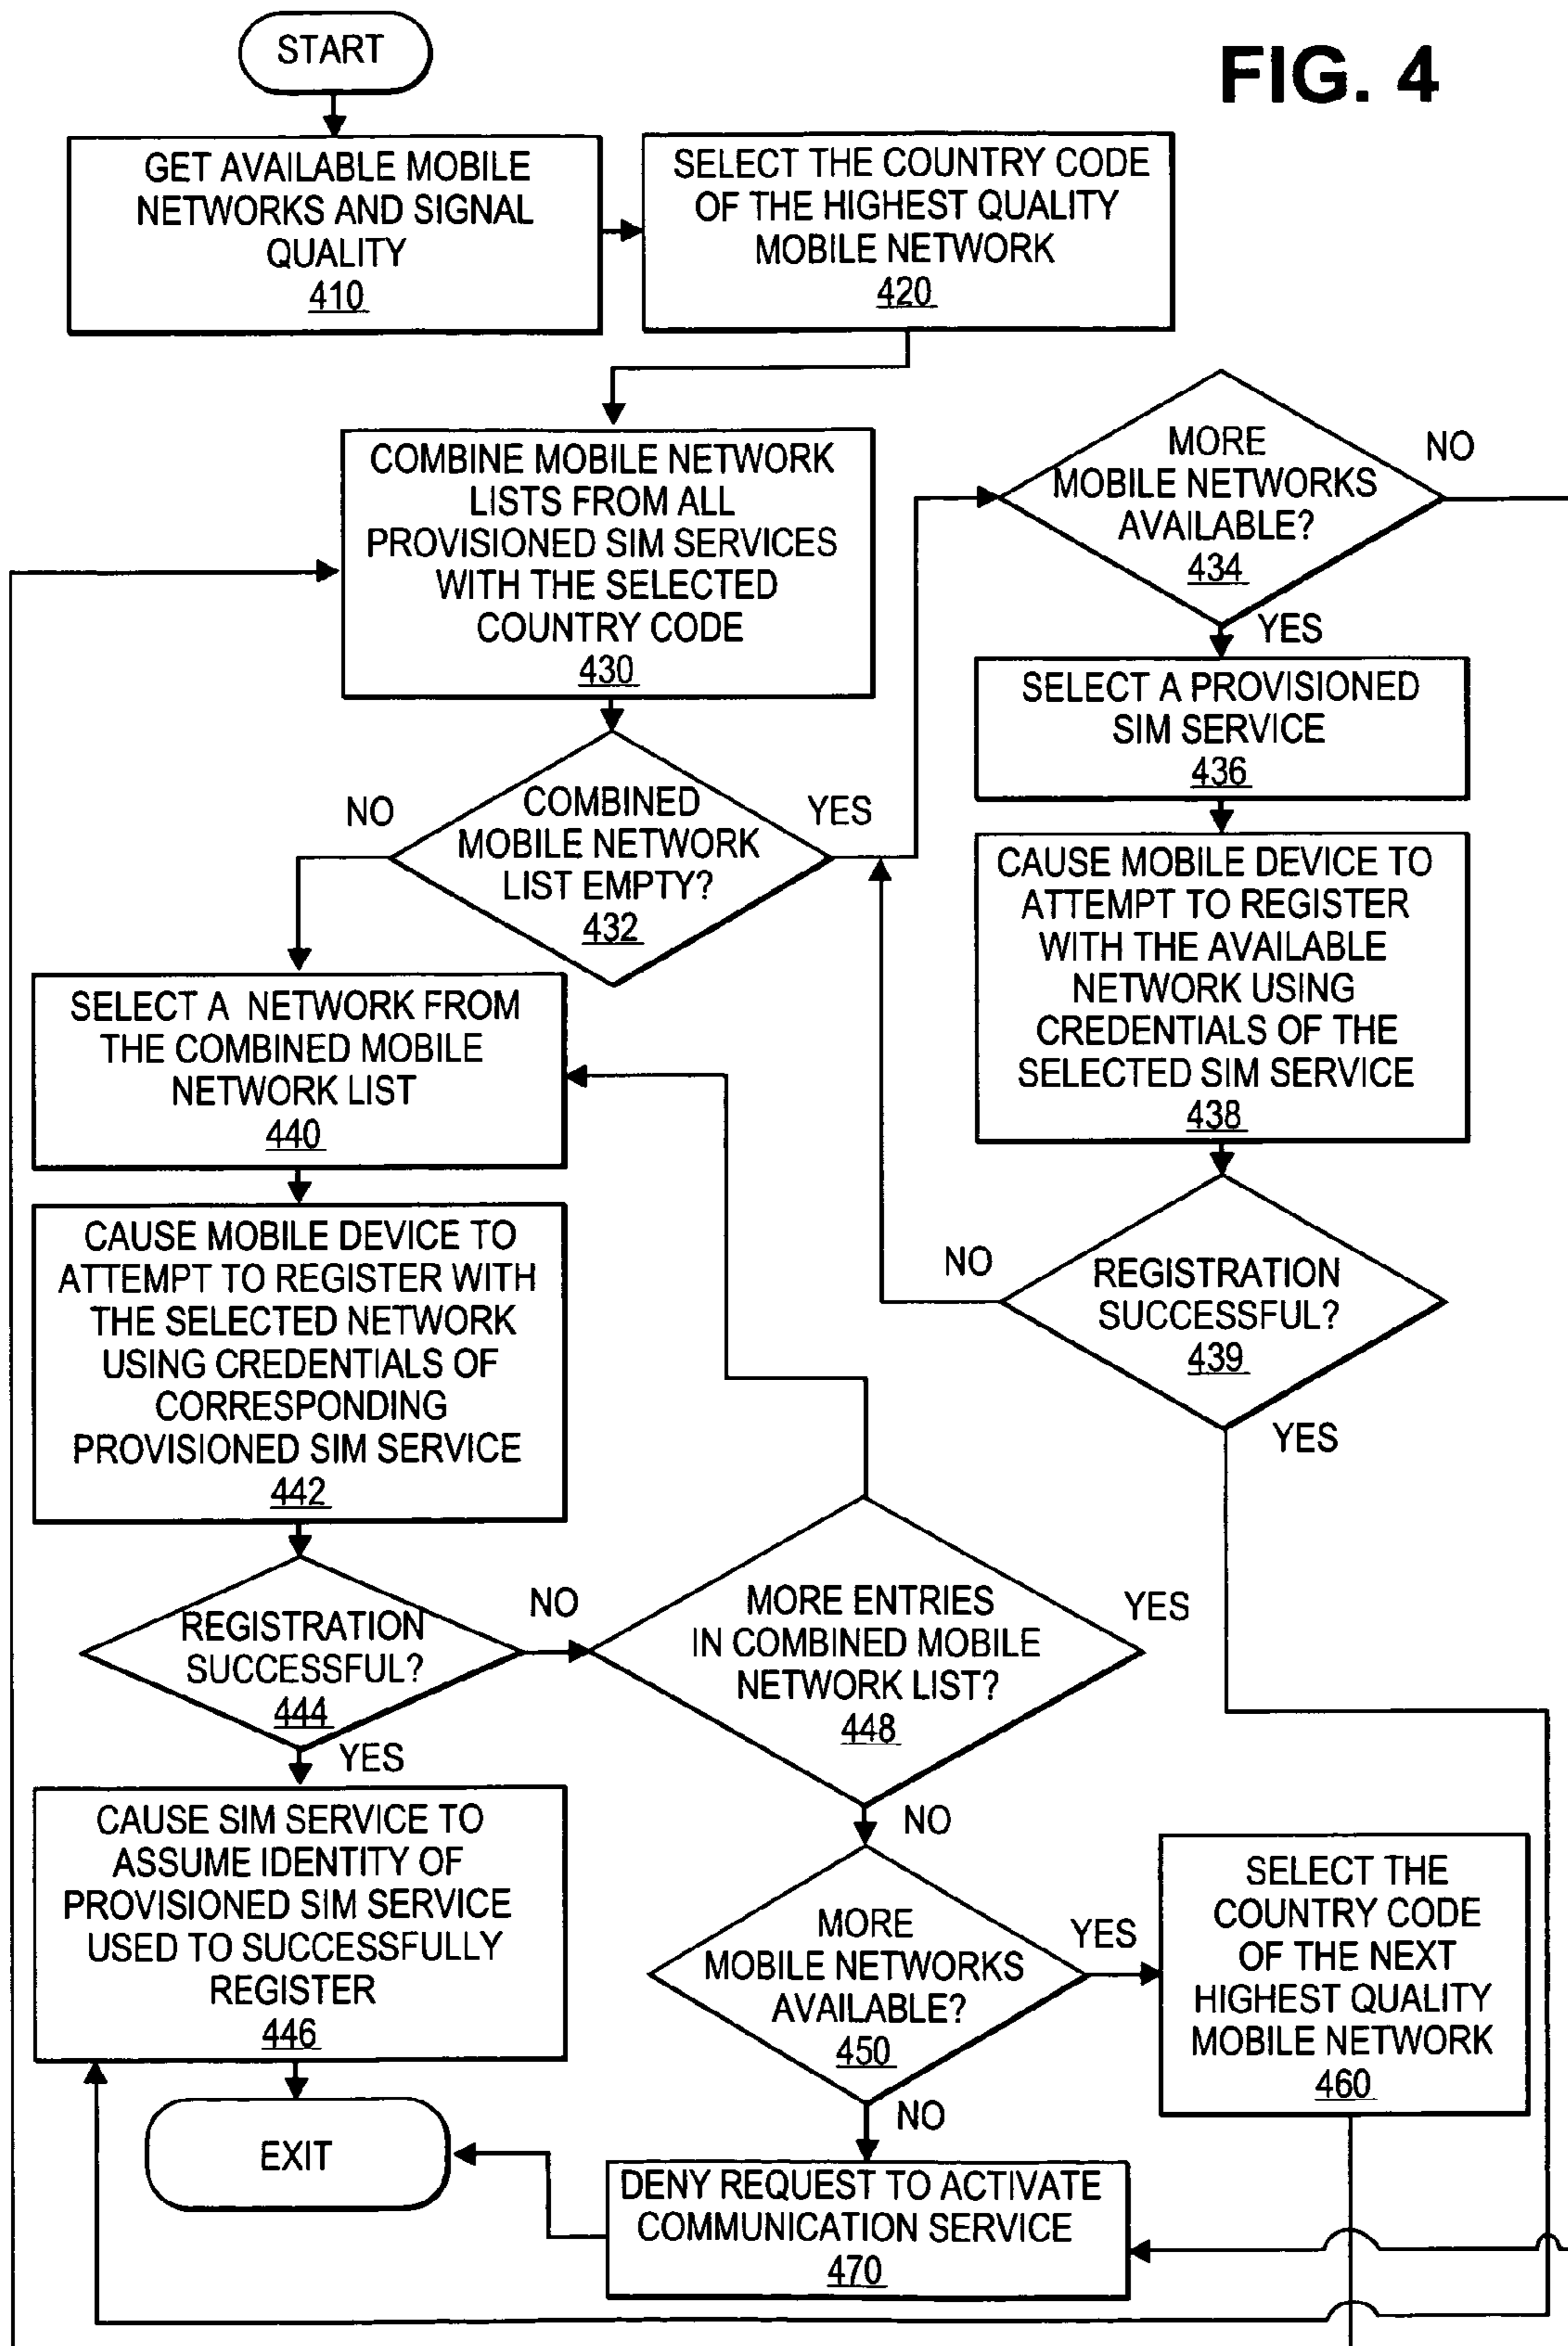 START
FIG. 4
GET AVAILABLE MOBILE
NETWORKS AND SIGNAL
QUALITY
410
SELECT THE COUNTRY CODE
OF THE HIGHEST QUALITY
MOBILE NETWORK
420
COMBINE MOBILE NETWORK
LISTS FROM ALL
PROVISIONED SIM SERVICES
WITH THE SELECTED
COUNTRY CODE
430
MORE
MOBILE NETWORKS
AVAILABLE?
434
NO
YES
SELECT A PROVISIONED
SIM SERVICE
436
COMBINED
MOBILE NETWORK
LIST EMPTY?
432
NO
YES
CAUSE MOBILE DEVICE TO
ATTEMPT TO REGISTER
WITH THE AVAILABLE
NETWORK USING
CREDENTIALS OF THE
SELECTED SIM SERVICE
438
SELECT A NETWORK FROM
THE COMBINED MOBILE
NETWORK LIST
440
CAUSE MOBILE DEVICE TO
ATTEMPT TO REGISTER WITH
THE SELECTED NETWORK
USING CREDENTIALS OF
CORRESPONDING
PROVISIONED SIM SERVICE
442
NO
REGISTRATION
SUCCESSFUL?
439
YES
REGISTRATION
SUCCESSFUL?
444
NO
YES
MORE ENTRIES
IN COMBINED MOBILE
NETWORK LIST?
448
YES
NO
CAUSE SIM SERVICE TO
ASSUME IDENTITY OF
PROVISIONED SIM SERVICE
USED TO SUCCESSFULLY
REGISTER
446
MORE
MOBILE NETWORKS
AVAILABLE?
450
YES
NO
SELECT THE
COUNTRY CODE
OF THE NEXT
HIGHEST QUALITY
MOBILE NETWORK
460
EXIT
DENY REQUEST TO ACTIVATE
COMMUNICATION SERVICE
470